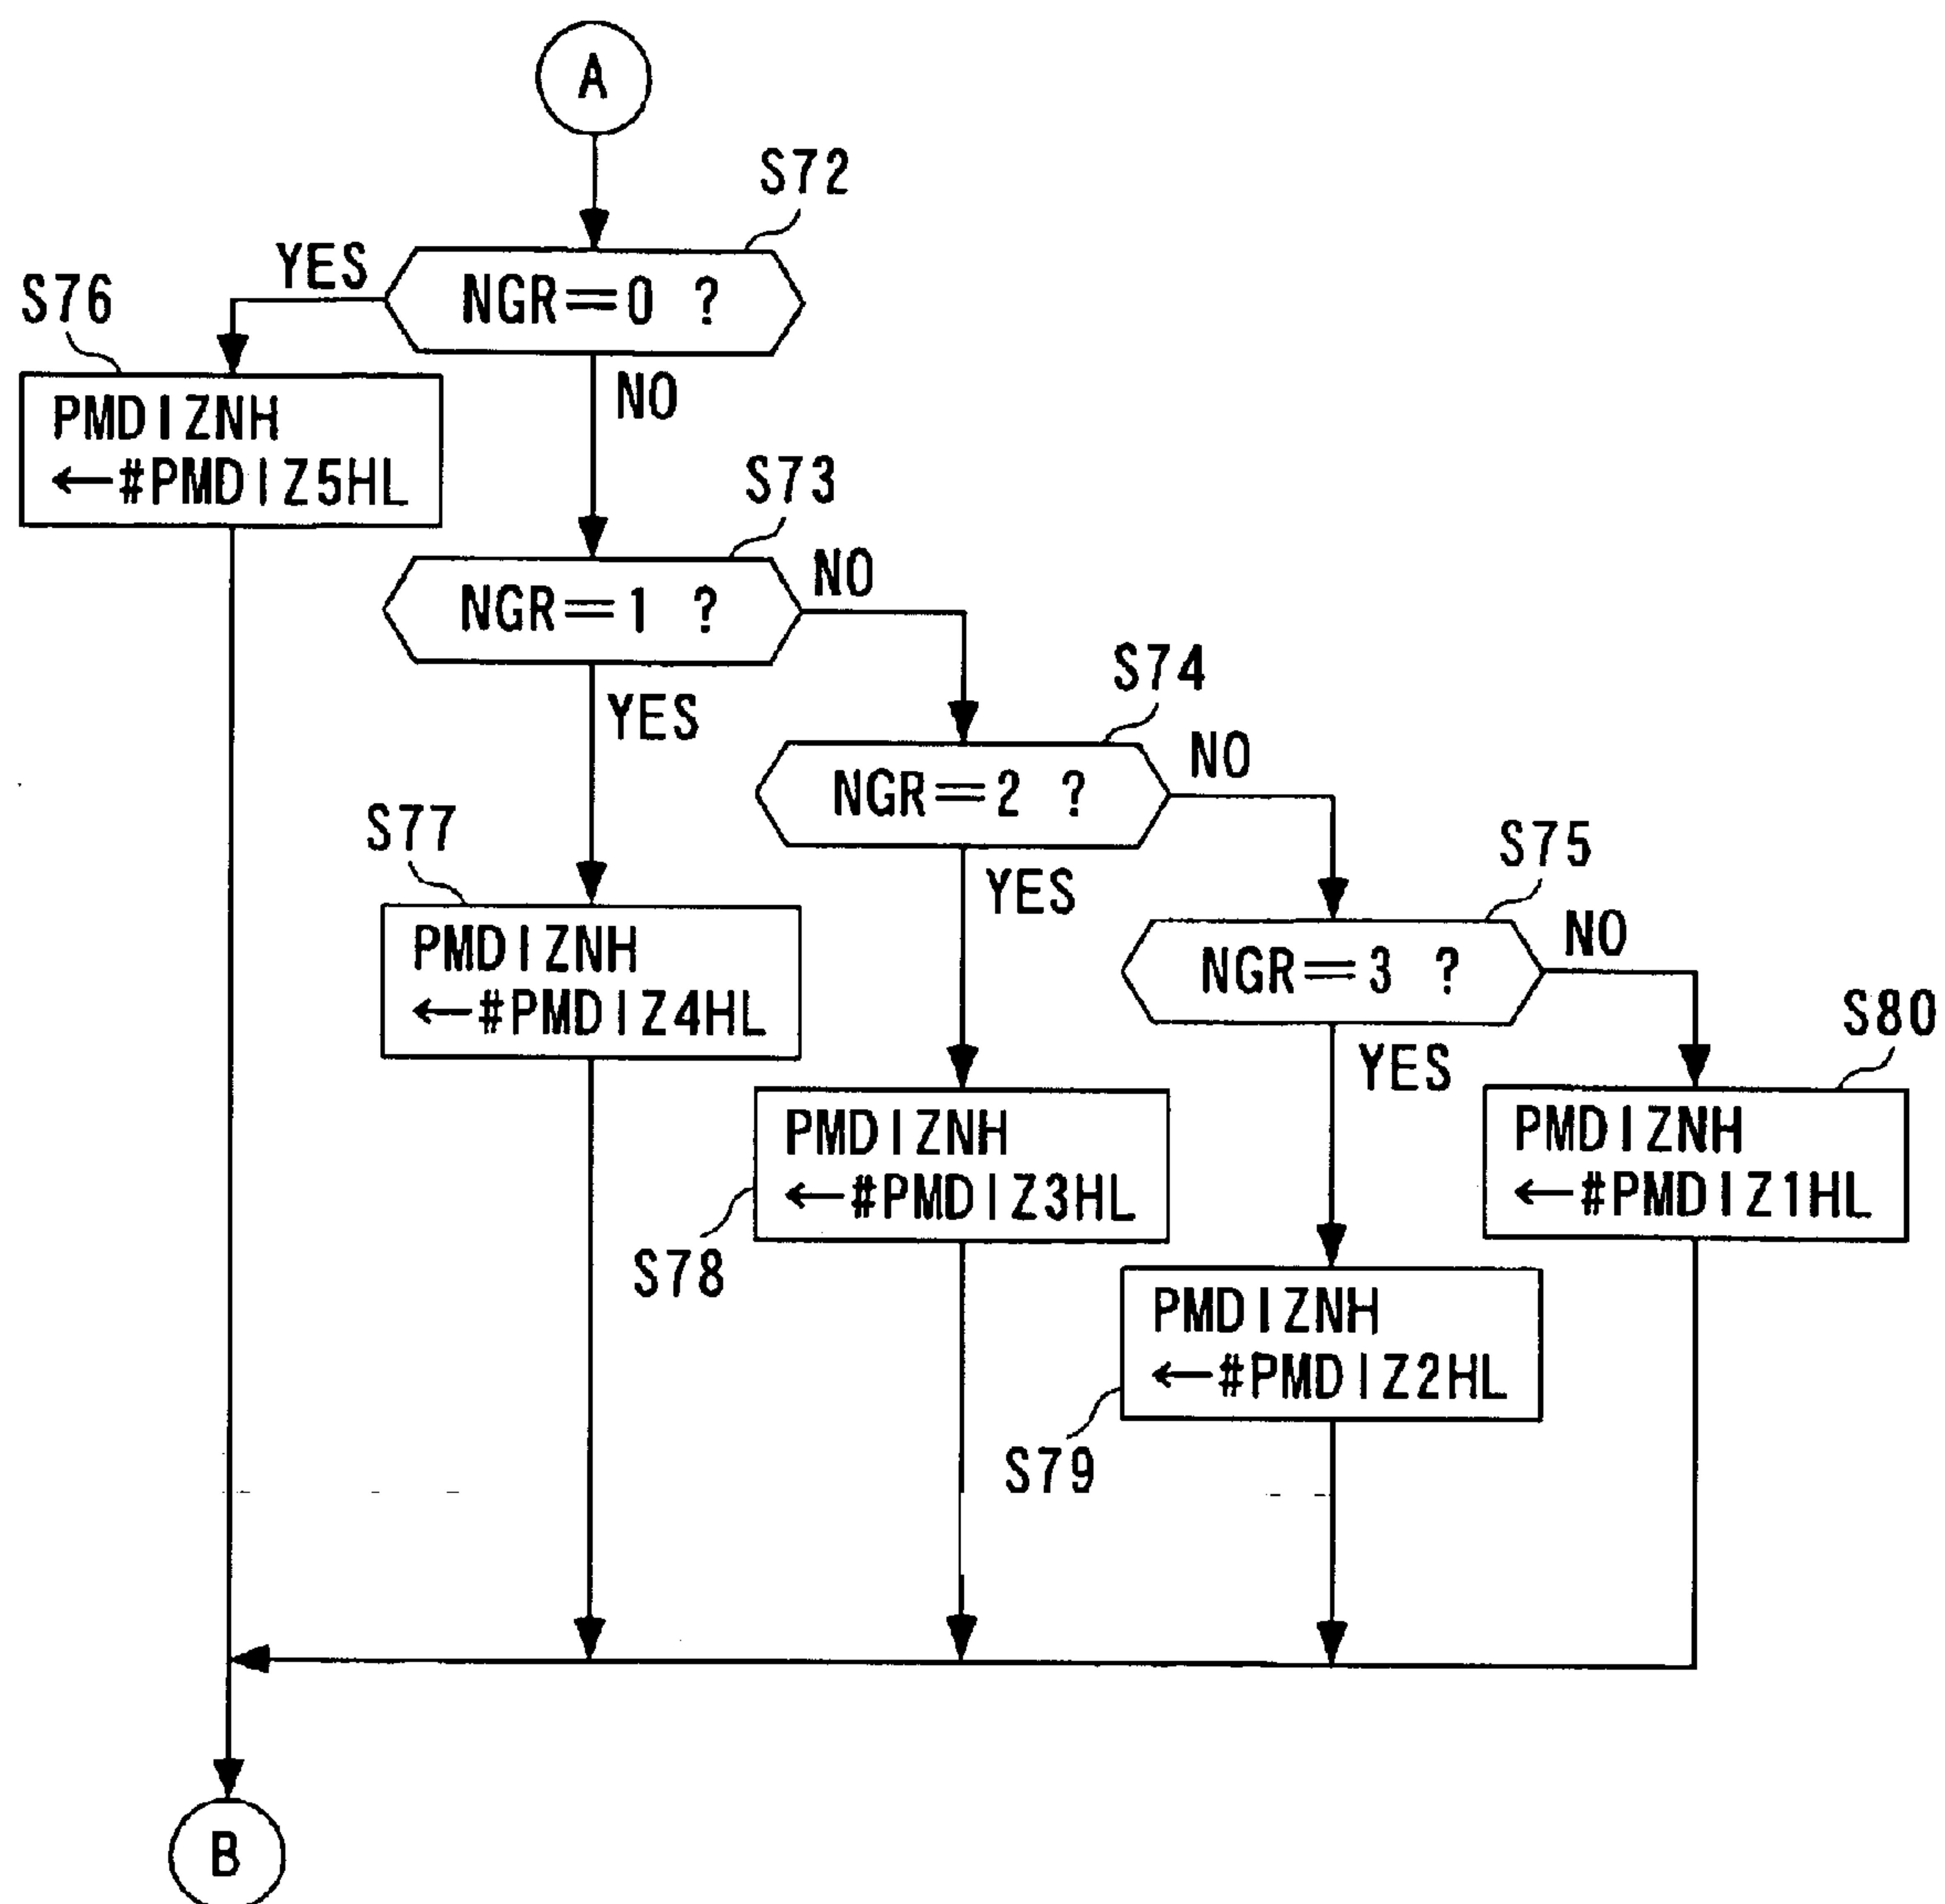 A
S72
YES
NGR=0 ?
S76
NO
PMDIZNH
←#PMDIZ5HL
S73
NO
NGR=1 ?
S74
YES
NO
NGR=2 ?
S77
S75
YES
NO
PMDIZNH
←#PMDIZ4HL
NGR=3 ?
S80
YES
PMDIZNH
←#PMDIZ3HL
PMDIZNH
←#PMDIZ1HL
S78
PMDIZNH
←#PMDIZ2HL
S79
B